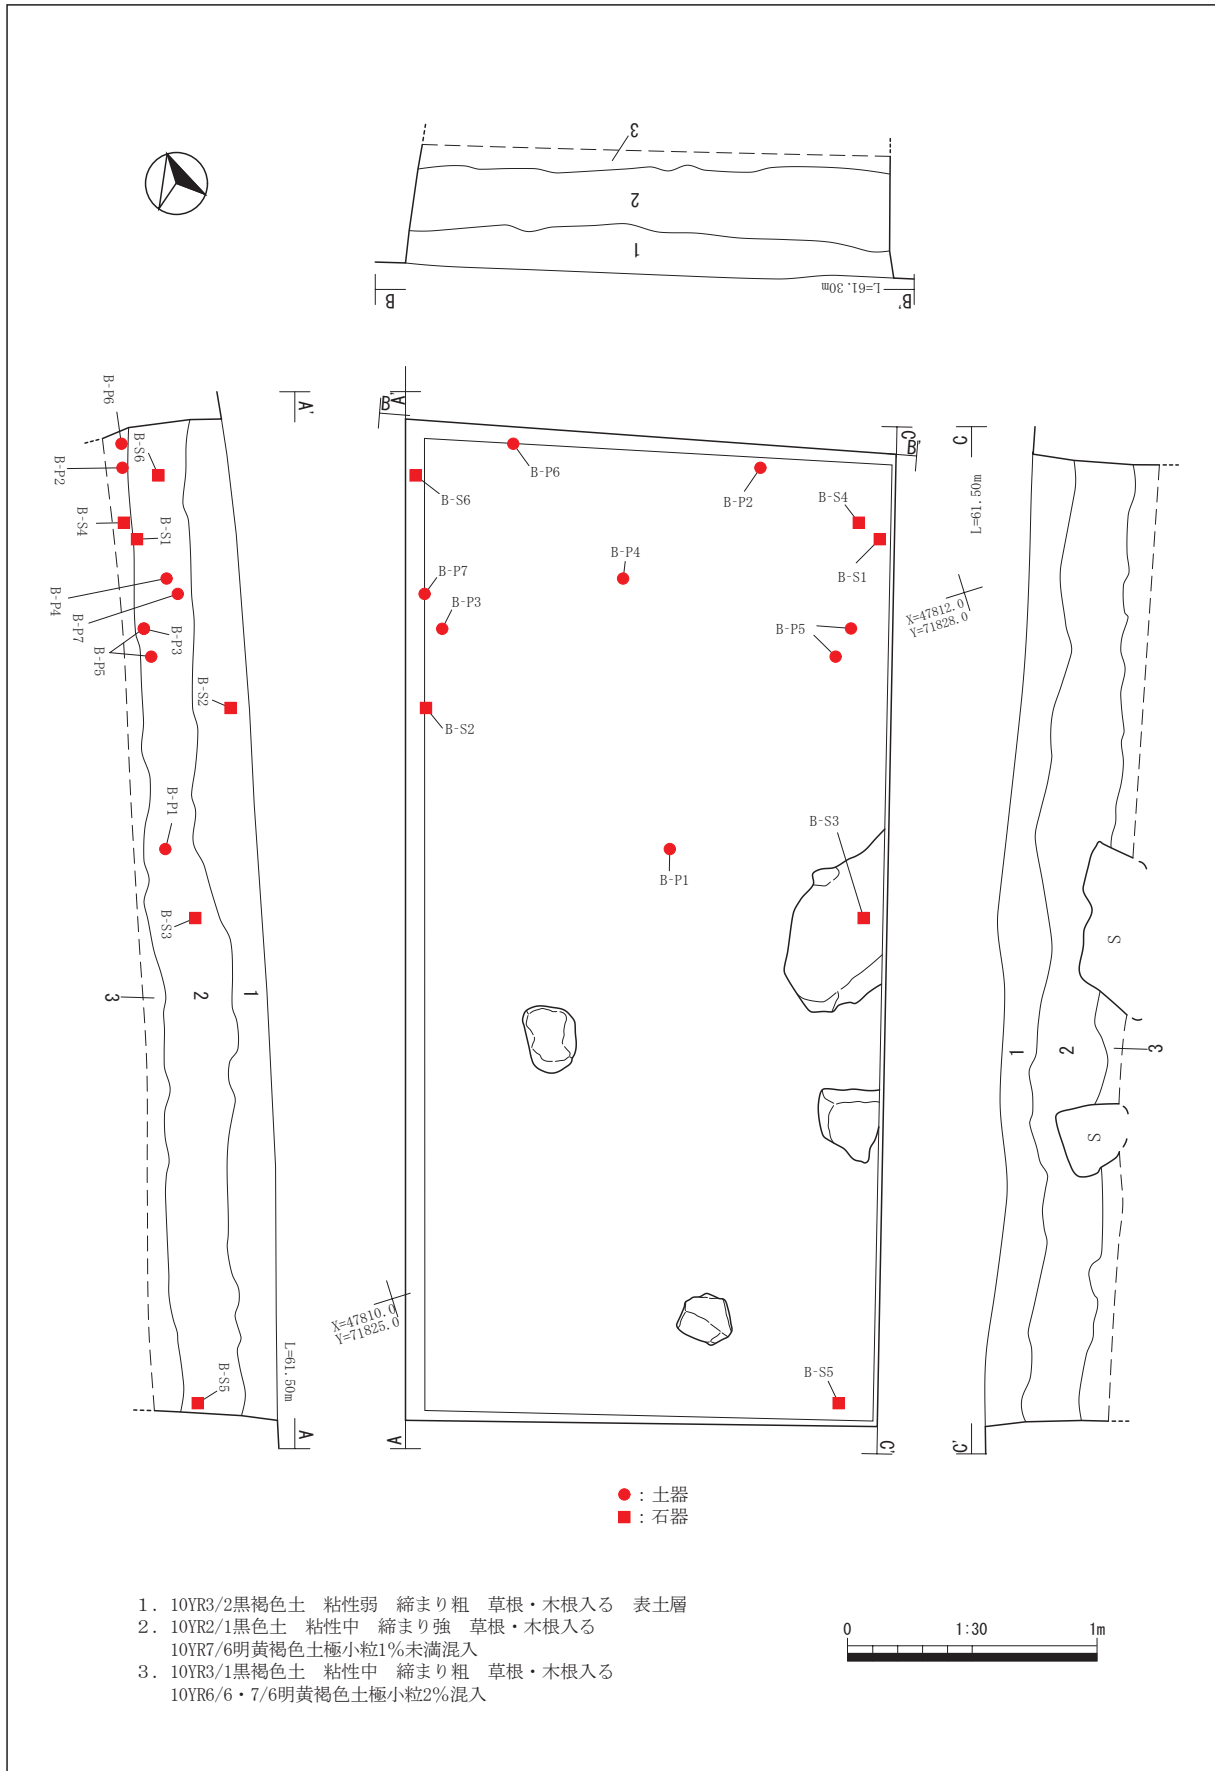 3
2
1
L=61.30m
B
B'
B-P6
A'
B'
A
C
B'
C
B-P2
B-S6
B-S4
B-S1
B-P4
B-P7
B-P3
B-P5
B-S2
B-P1
B-S3
3
2
1
B-S5
L=61.50m
A
B-P6
B-S6
B-P2
B-S4
B-S1
B-P4
B-P7
B-P3
B-P5
B-S2
B-S3
B-P1
B-S5
X=47812.0
Y=71828.0
X=47810.0
Y=71825.0
A
C'
L=61.50m
S
1
2
3
S
C'
:土器
:石器
1. 10YR3/2黒褐色土 粘性弱 締まり粗 草根・木根入る 表土層
2. 10YR2/1黒色土 粘性中 締まり強 草根・木根入る
10YR7/6明黄褐色土極小粒1%未満混入
3. 10YR3/1黒褐色土 粘性中 締まり粗 草根・木根入る
10YR6/6・7/6明黄褐色土極小粒2%混入
0 1:30 1m